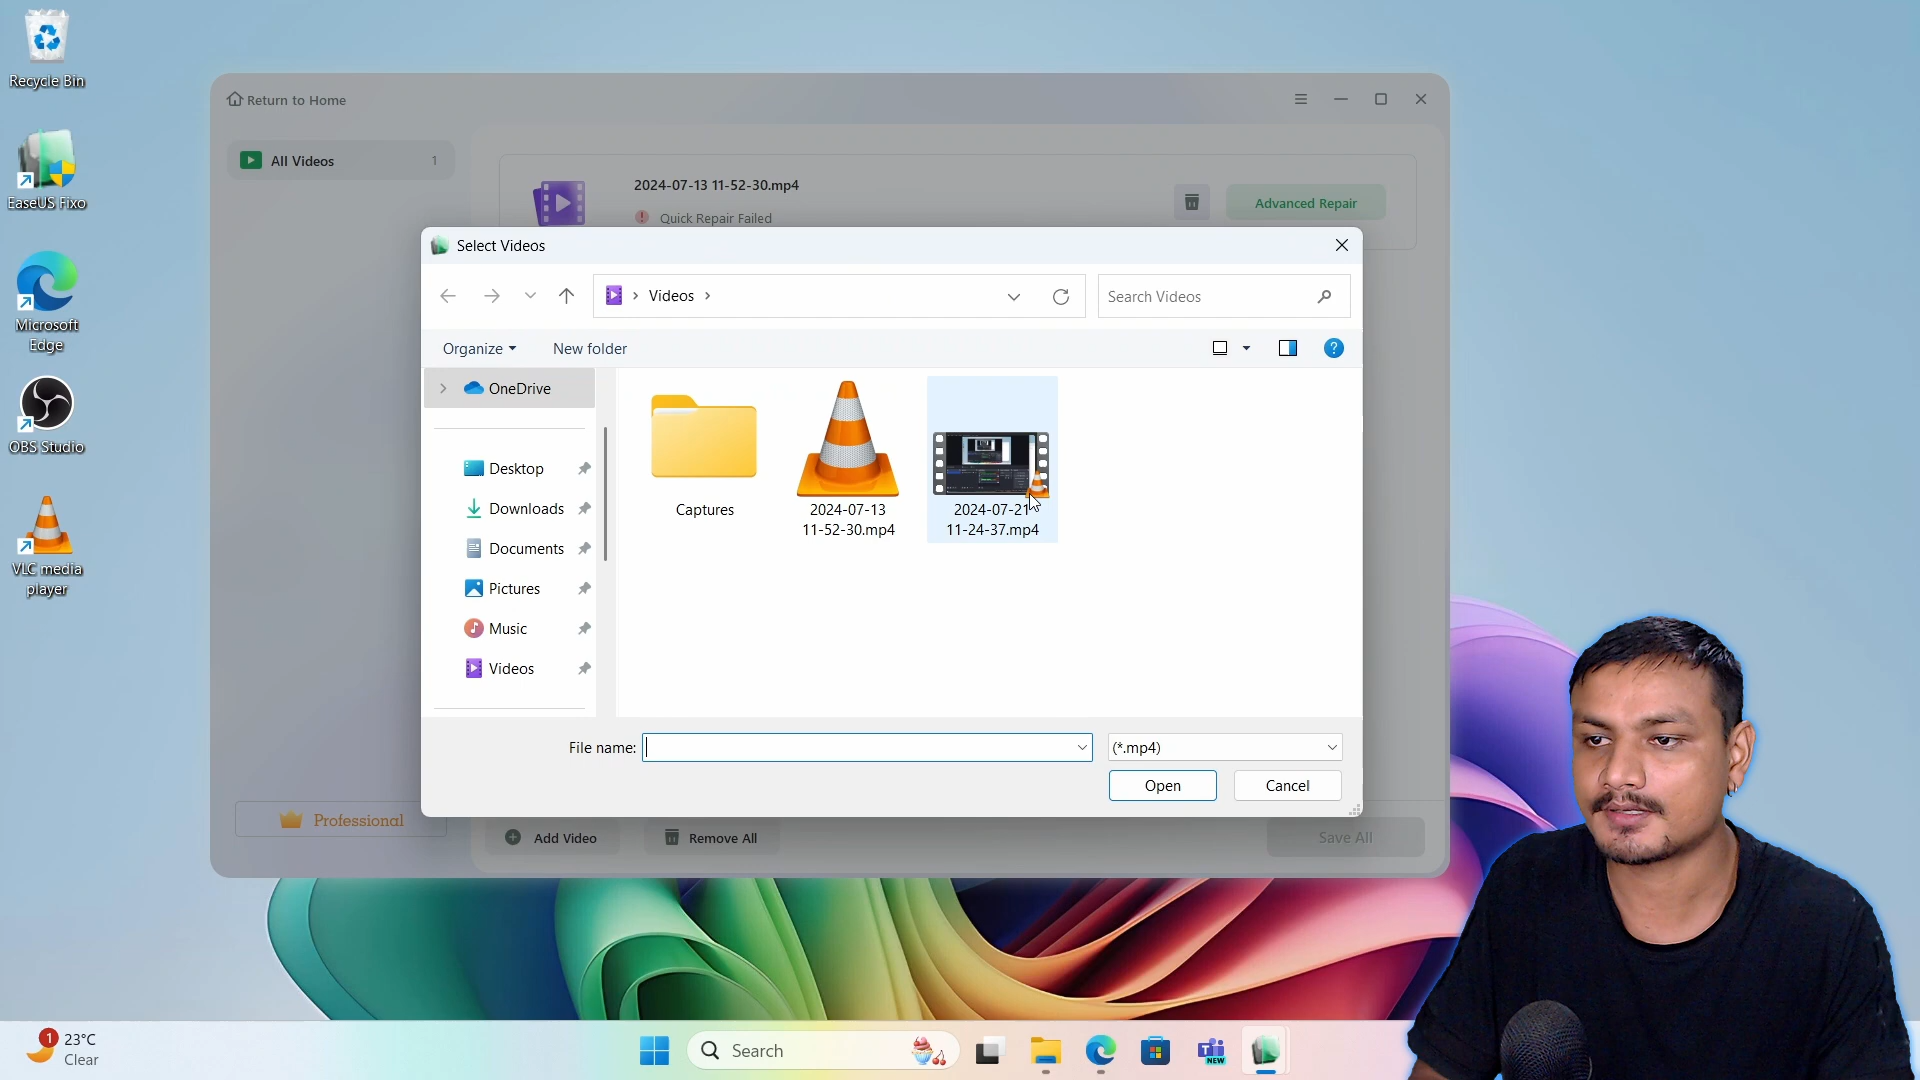 Recycle Bin
EaseUS Fixo
Microsoft
Edge
OBS Studio
VLC media
player
Return to Home
All Videos 1
2024-07-13 11-52-30.mp4
Quick Repair Failed
Advanced Repair
Select Videos
Videos
Search Videos
Organize
New folder
?
OneDrive
Desktop
Downloads
Documents
Pictures
Music
Videos
Captures
2024-07-13
11-52-30.mp4
2024-07-21
11-24-37.mp4
File name:
(*.mp4)
Open
Cancel
Professional
Add Video
Remove All
Save All
1
23°C
Clear
Search
NEW